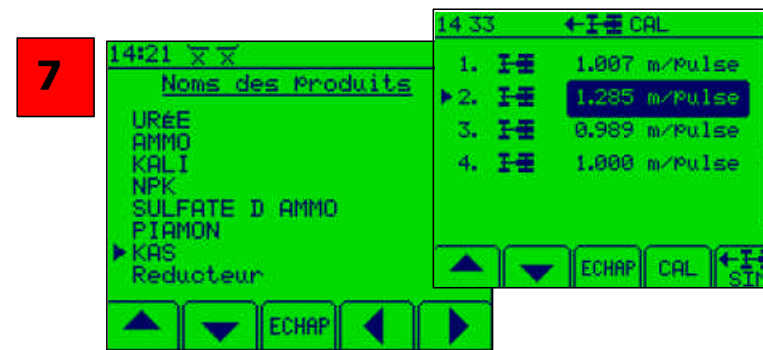 7
14:21
Noms des produits
URéE
AMMO
KALI
NPK
SULFATE D AMMO
PIAMON
KAS
Reducteur
ECHAP
14 33 CAL
1. 1.007 m/pulse
2. 1.285 m/pulse
3. 0.989 m/pulse
4. 1.000 m/pulse
ECHAP CAL